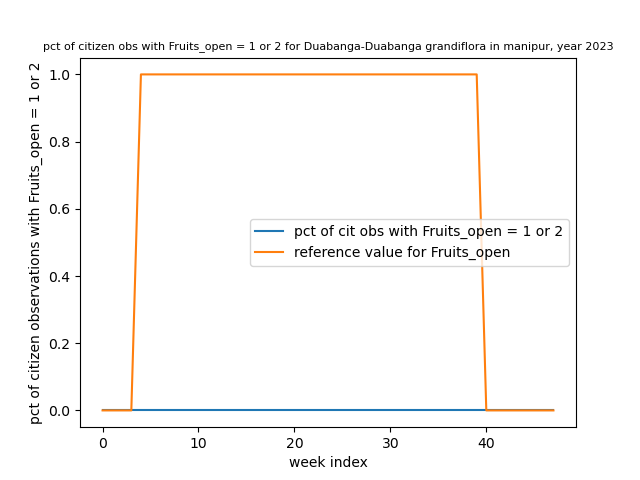 pct of citizen obs with Fruits_open = 1 or 2 for Duabanga-Duabanga grandiflora in manipur, year 2023
pct of citizen observations with Fruits_open = 1 or 2
1.0
0.8
0.6
0.4
0.2
0.0
pct of cit obs with Fruits_open = 1 or 2
reference value for Fruits_open
0 10 20 30 40
week index